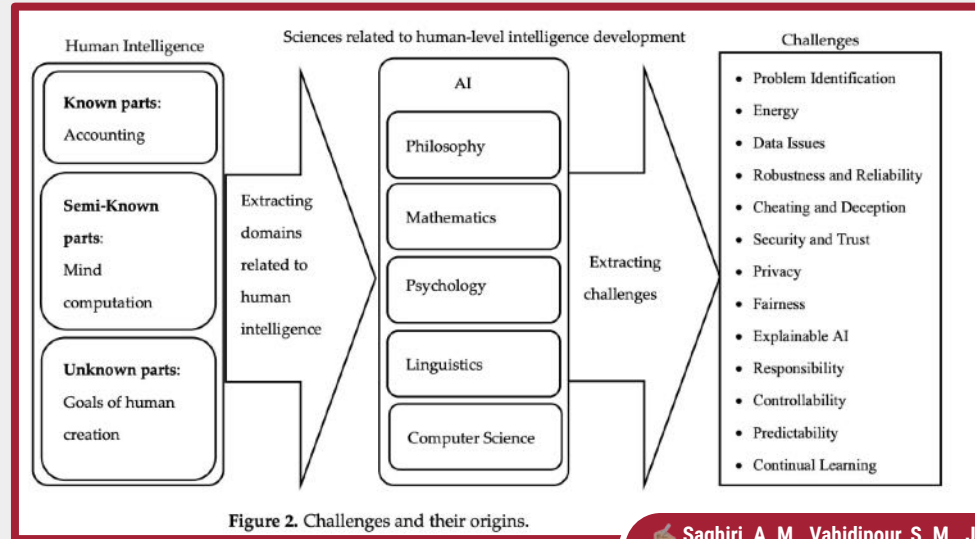 Human Intelligence
Known parts:
Accounting
Semi-Known
parts:
Mind
computation
Unknown parts:
Goals of human
creation
Extracting
domains
related to
human
intelligence
Sciences related to human-level intelligence development
AI
Philosophy
Mathematics
Psychology
Linguistics
Computer Science
Extracting
challenges
Challenges
• Problem Identification
• Energy
• Data Issues
• Robustness and Reliability
• Cheating and Deception
• Security and Trust
• Privacy
• Fairness
• Explainable AI
• Responsibility
• Controllability
• Predictability
• Continual Learning
Figure 2. Challenges and their origins.
Saghiri, A. M., Vahidipour, S. M., J